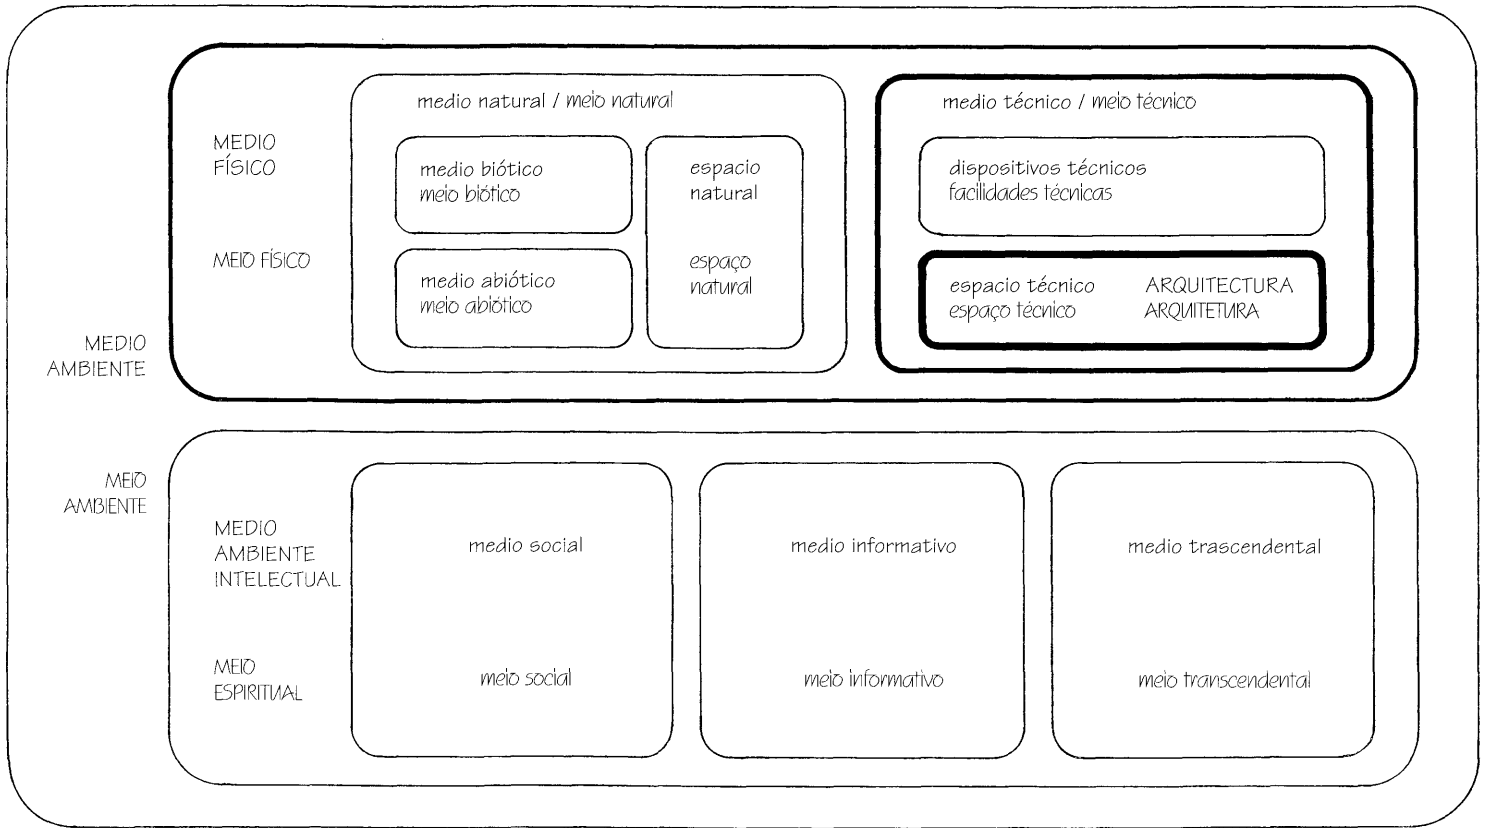 medio natural / meio natural
medio técnico / meio técnico
MEDIO
FÍSICO
MEIO FÍSICO
medio biótico
meio biótico
medio abiótico
meio abiótico
espacio
natural
espaço
natural
dispositivos técnicos
facilidades técnicas
espacio técnico
espaço técnico
ARQUITECTURA
ARQUITETURA
MEDIO
AMBIENTE
MEIO
AMBIENTE
MEDIO
AMBIENTE
INTELECTUAL
MEIO
ESPIRITUAL
medio social
meio social
medio informativo
meio informativo
medio trascendental
meio transcendental